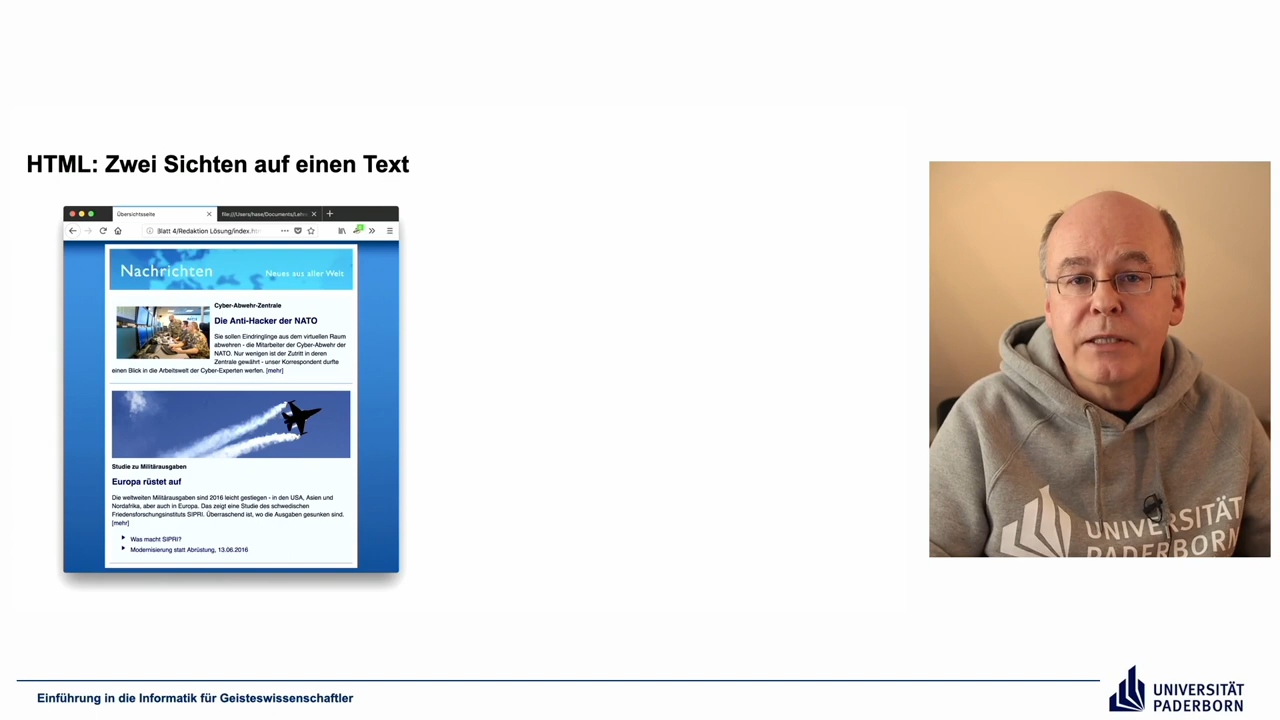 HTML: Zwei Sichten auf einen Text
Übersichtsseite
file:///Users/hase/Documents/Lehre
Blatt 4/Redaktion Lösung/index.htm
Nachrichten
Neues aus aller Welt
Cyber-Abwehr-Zentrale
Die Anti-Hacker der NATO
Sie sollen Eindringlinge aus dem virtuellen Raum
abwehren - die Mitarbeiter der Cyber-Abwehr der
NATO. Nur wenigen ist der Zutritt in deren
Zentrale gewährt - unser Korrespondent durfte
einen Blick in die Arbeitswelt der Cyber-Experten werfen. [mehr]
Studie zu Militärausgaben
Europa rüstet auf
Die weltweiten Militärausgaben sind 2016 leicht gestiegen - in den USA, Asien und
Nordafrika, aber auch in Europa. Das zeigt eine Studie des schwedischen
Friedensforschungsinstituts SIPRI. Überraschend ist, wo die Ausgaben gesunken sind.
[mehr]
Was macht SIPRI?
Modernisierung statt Abrüstung, 13.06.2016
UNIVERSITÄT
PADERBORN
Einführung in die Informatik für Geisteswissenschaftler
UNIVERSITÄT
PADERBORN